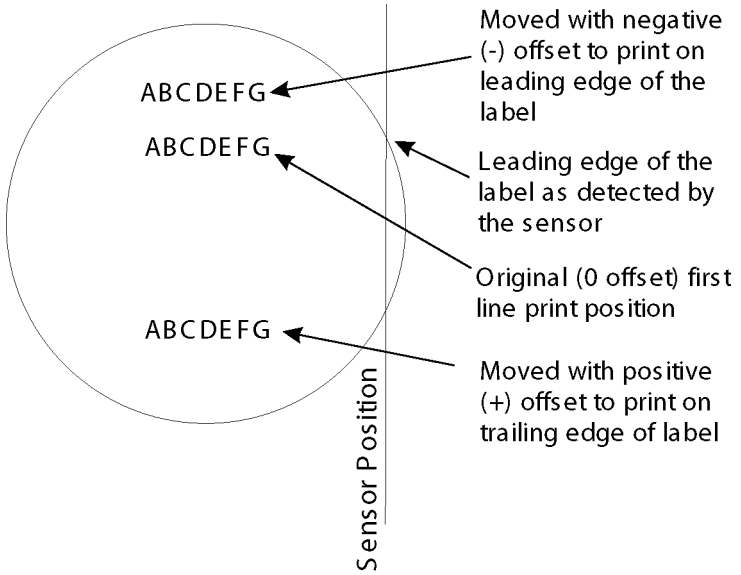 Moved with negative
(-) offset to print on
leading edge of the
label
ABCDEFG
ABCDEFG
Leading edge of the
label as detected by
the sensor
Original (0 offset) first
line print position
ABCDEFG
Moved with positive
(+) offset to print on
trailing edge of label
Sensor Position